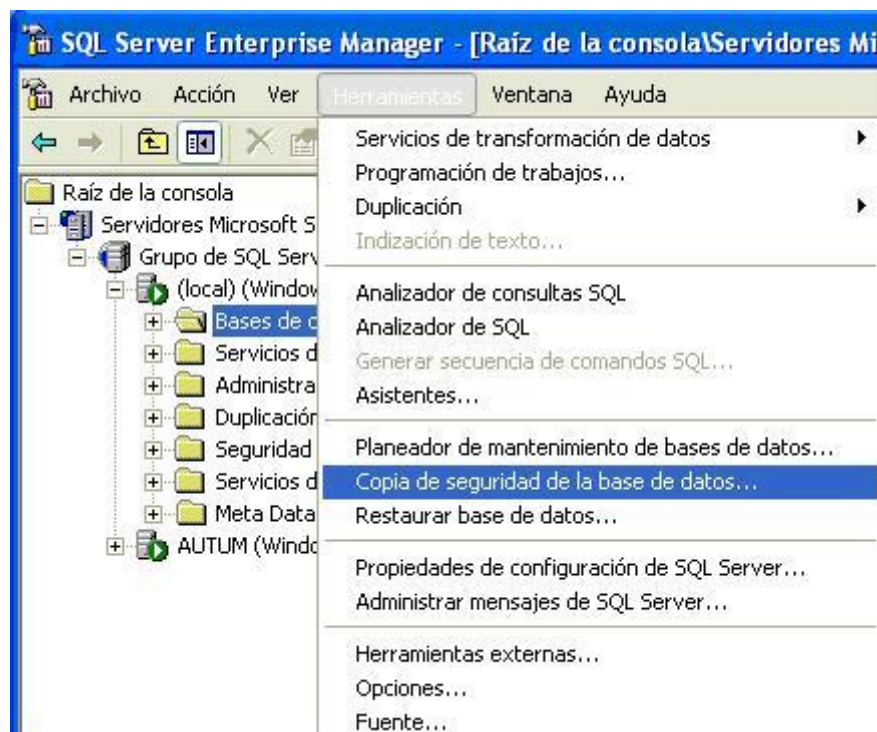 SQL Server Enterprise Manager - [Raíz de la consola\Servidores Mi
Archivo Acción Ver Herramientas Ventana Ayuda
Servicios de transformación de datos
Programación de trabajos...
Duplicación
Indización de texto...
Analizador de consultas SQL
Analizador de SQL
Generar secuencia de comandos SQL...
Asistentes...
Planeador de mantenimiento de bases de datos...
Copia de seguridad de la base de datos...
Restaurar base de datos...
Propiedades de configuración de SQL Server...
Administrar mensajes de SQL Server...
Herramientas externas...
Opciones...
Fuente...
Raíz de la consola
Servidores Microsoft S
Grupo de SQL Serv
(local) (Window
Bases de d
Servicios d
Administra
Duplicación
Seguridad
Servicios d
Meta Data
AUTUM (Windo